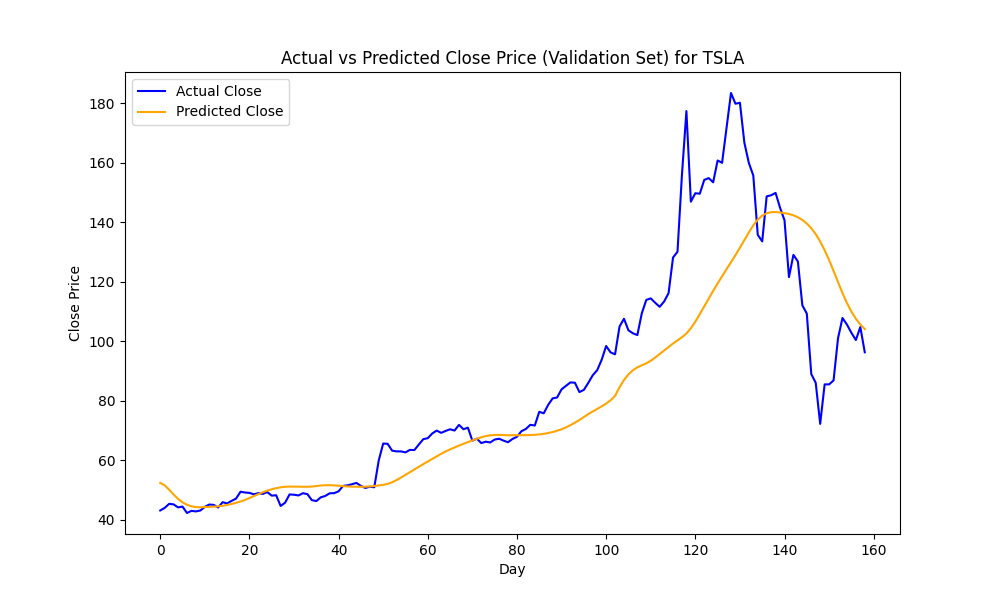 Actual vs Predicted Close Price (Validation Set) for TSLA
Actual Close
Predicted Close
Close Price
180
160
140
120
100
80
60
40
0 20 40 60 80 100 120 140 160
Day